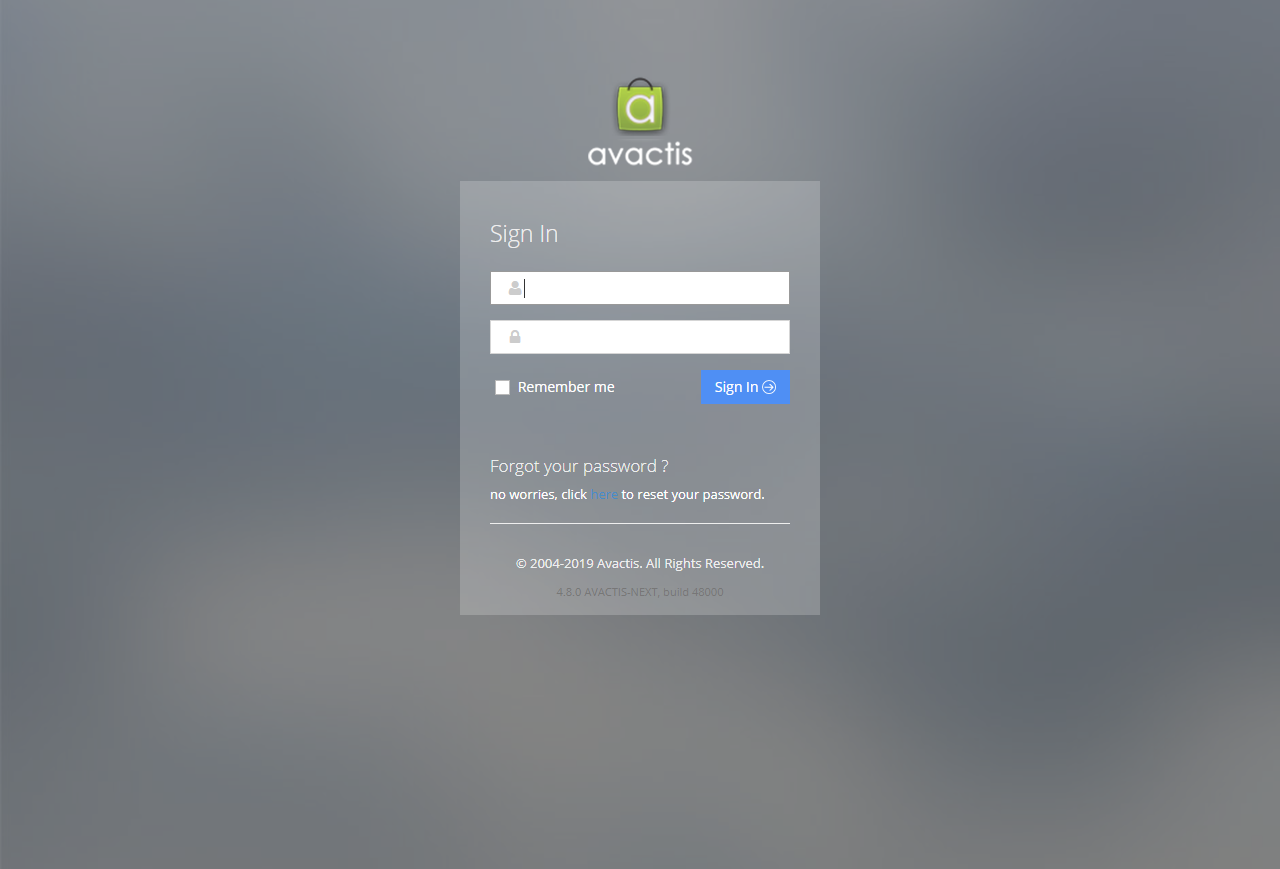 a
avactis
Sign In
Remember me
Sign In
Forgot your password ?
no worries, click here to reset your password.
© 2004-2019 Avactis. All Rights Reserved.
4.8.0 AVACTIS-NEXT, build 48000